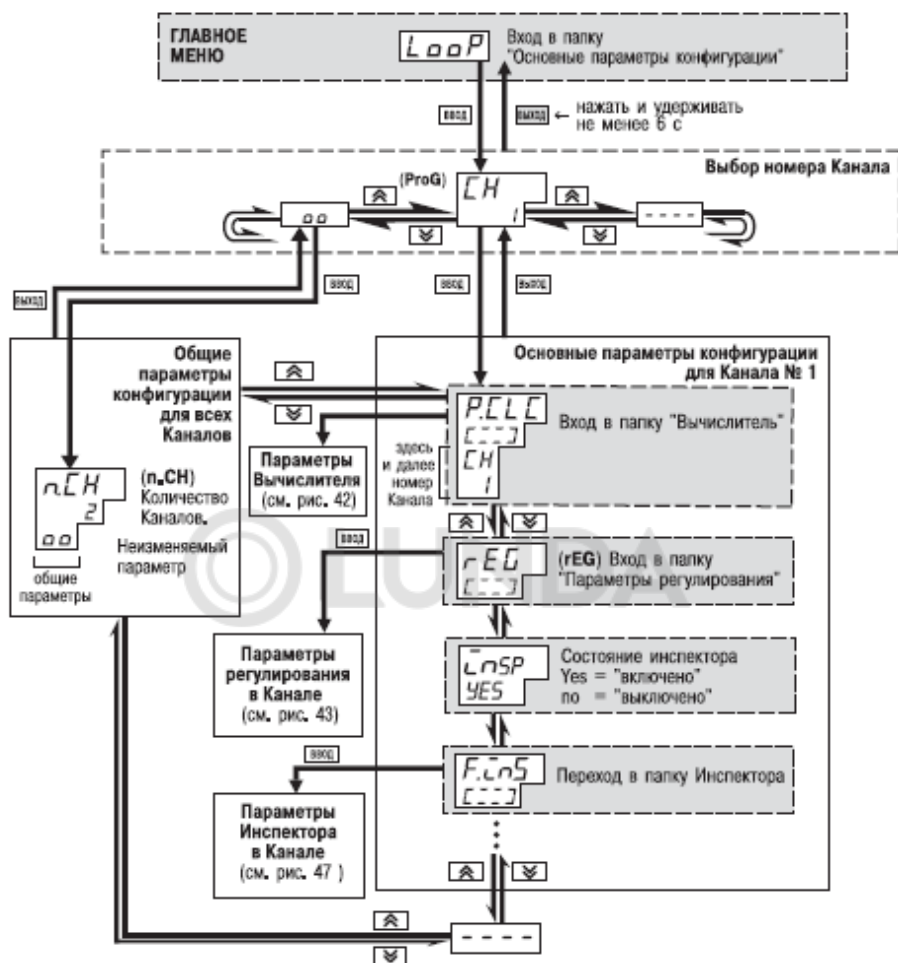 ГЛАВНОЕ
МЕНЮ
LooP
Вход в папку
"Основные параметры конфигурации"
ввод
выход
нажать и удерживать
не менее 6 с
Выбор номера Канала
(ProG)
oo
CH
1
- - - -
выход
ввод
ввод
выход
Общие
параметры
конфигурации
для всех
Каналов
n.CH
2
oo
(n.CH)
Количество
Каналов.
Неизменяемый
параметр
общие
параметры
Основные параметры конфигурации
для Канала № 1
P.CLC
[---]
CH
1
Вход в папку "Вычислитель"
здесь
и далее
номер
Канала
Параметры
Вычислителя
(см. рис. 42)
ввод
rEG
[---]
(rEG) Вход в папку
"Параметры регулирования"
Параметры
регулирования
в Канале
(см. рис. 43)
inSP
YES
Состояние инспектора
Yes = "включено"
no = "выключено"
ввод
F.inS
[---]
Переход в папку Инспектора
Параметры
Инспектора
в Канале
(см. рис. 47 )
- - - -
LUNDA